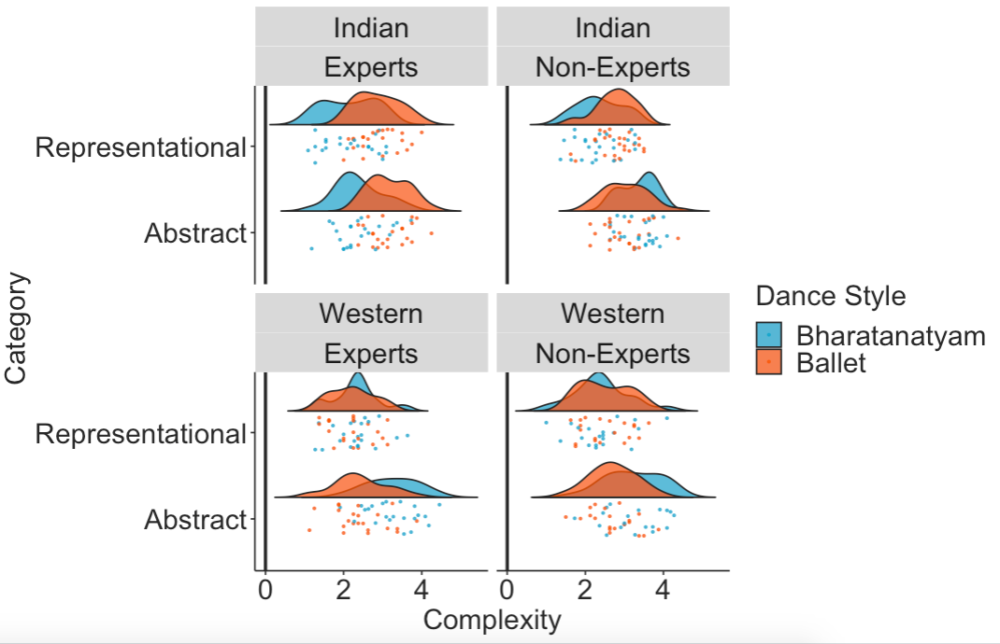 Indian
Indian
Experts
Non-Experts
Representational
Abstract
Western
Western
Experts
Non-Experts
Representational
Abstract
Category
0 2 4
0 2 4
Complexity
Dance Style
Bharatanatyam
Ballet